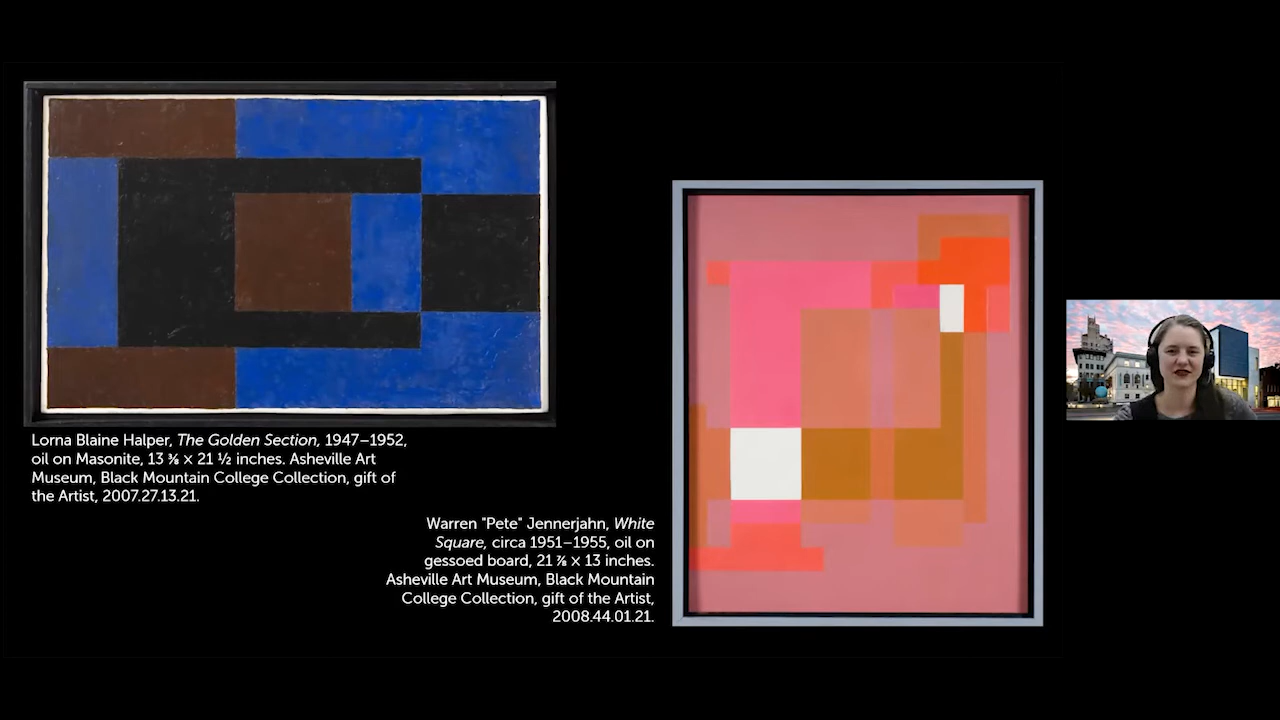 Lorna Blaine Halper, The Golden Section, 1947–1952,
oil on Masonite, 13 ⅜ × 21 ½ inches. Asheville Art
Museum, Black Mountain College Collection, gift of
the Artist, 2007.27.13.21.
Warren "Pete" Jennerjahn, White
Square, circa 1951–1955, oil on
gessoed board, 21 ⅞ × 13 inches.
Asheville Art Museum, Black Mountain
College Collection, gift of the Artist,
2008.44.01.21.